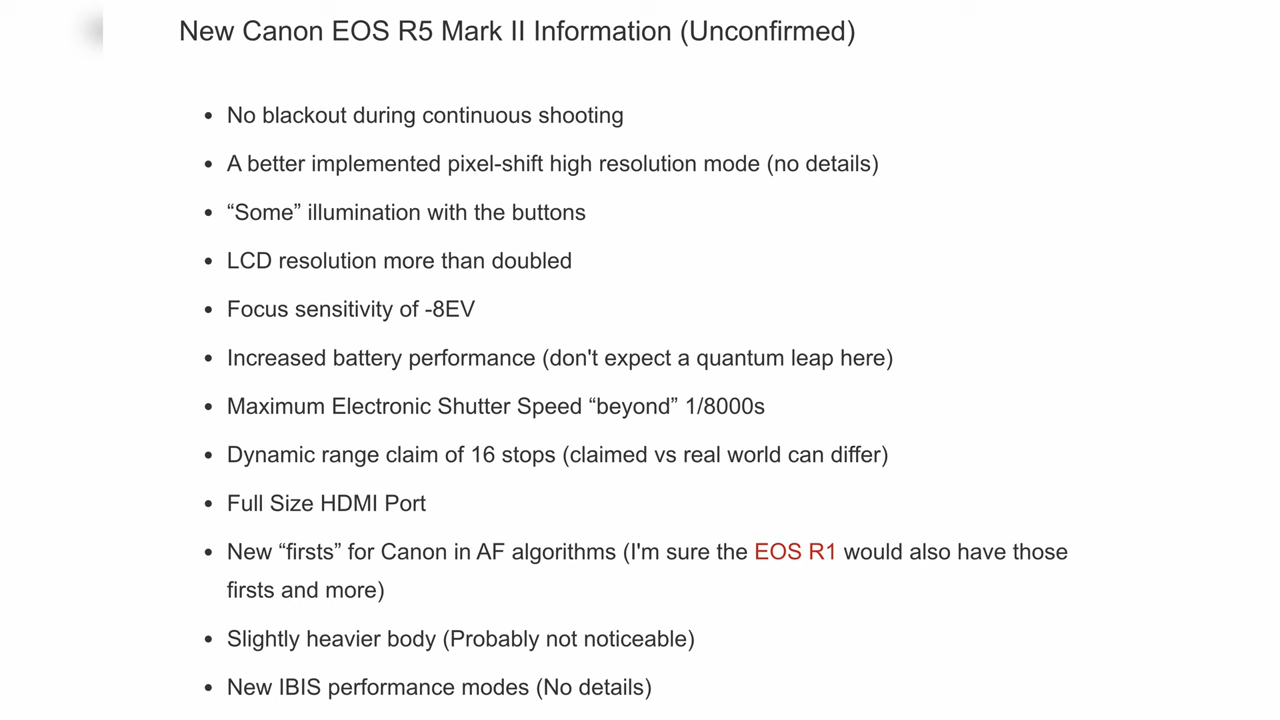 New Canon EOS R5 Mark II Information (Unconfirmed)
• No blackout during continuous shooting
• A better implemented pixel-shift high resolution mode (no details)
• “Some” illumination with the buttons
• LCD resolution more than doubled
• Focus sensitivity of -8EV
• Increased battery performance (don't expect a quantum leap here)
• Maximum Electronic Shutter Speed “beyond” 1/8000s
• Dynamic range claim of 16 stops (claimed vs real world can differ)
• Full Size HDMI Port
• New “firsts” for Canon in AF algorithms (I'm sure the EOS R1 would also have those
firsts and more)
• Slightly heavier body (Probably not noticeable)
• New IBIS performance modes (No details)